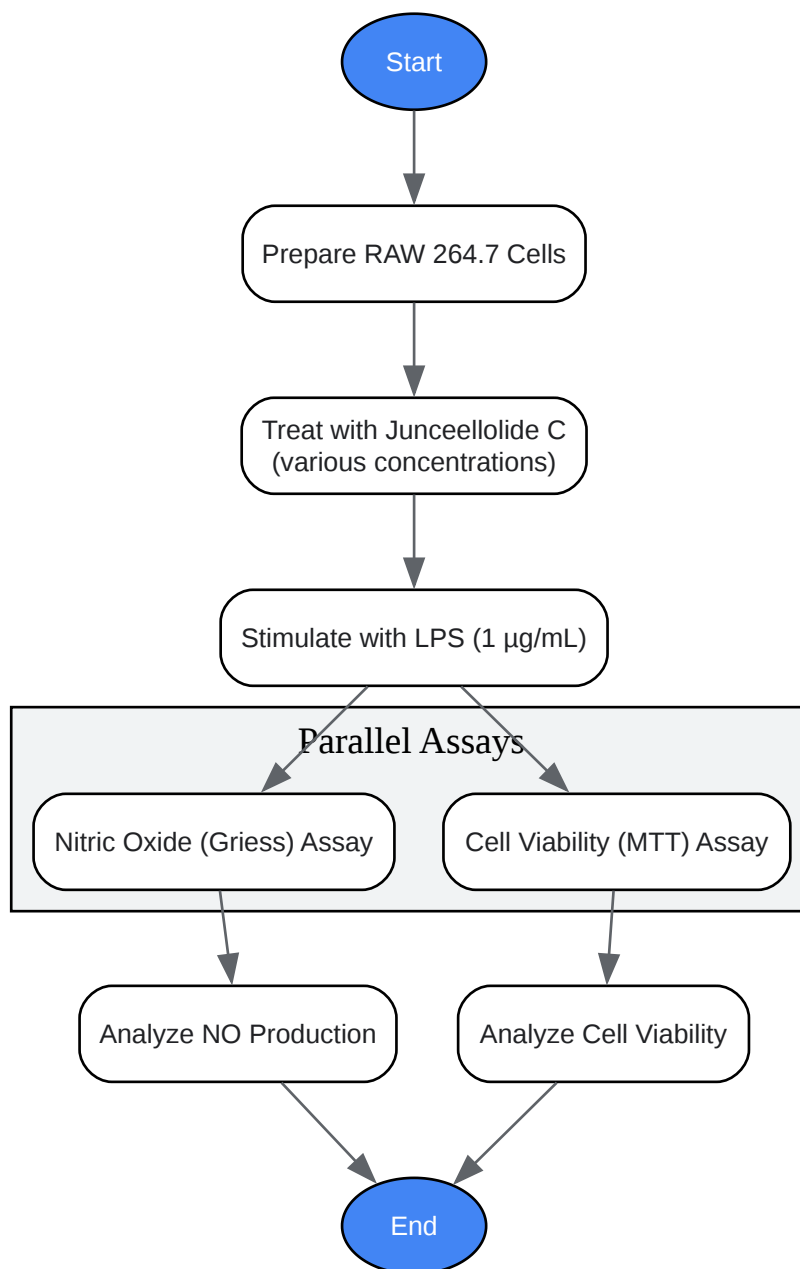 Start
Prepare RAW 264.7 Cells
Treat with Junceellolide C
(various concentrations)
Stimulate with LPS (1 µg/mL)
Parallel Assays
Nitric Oxide (Griess) Assay
Cell Viability (MTT) Assay
Analyze NO Production
Analyze Cell Viability
End